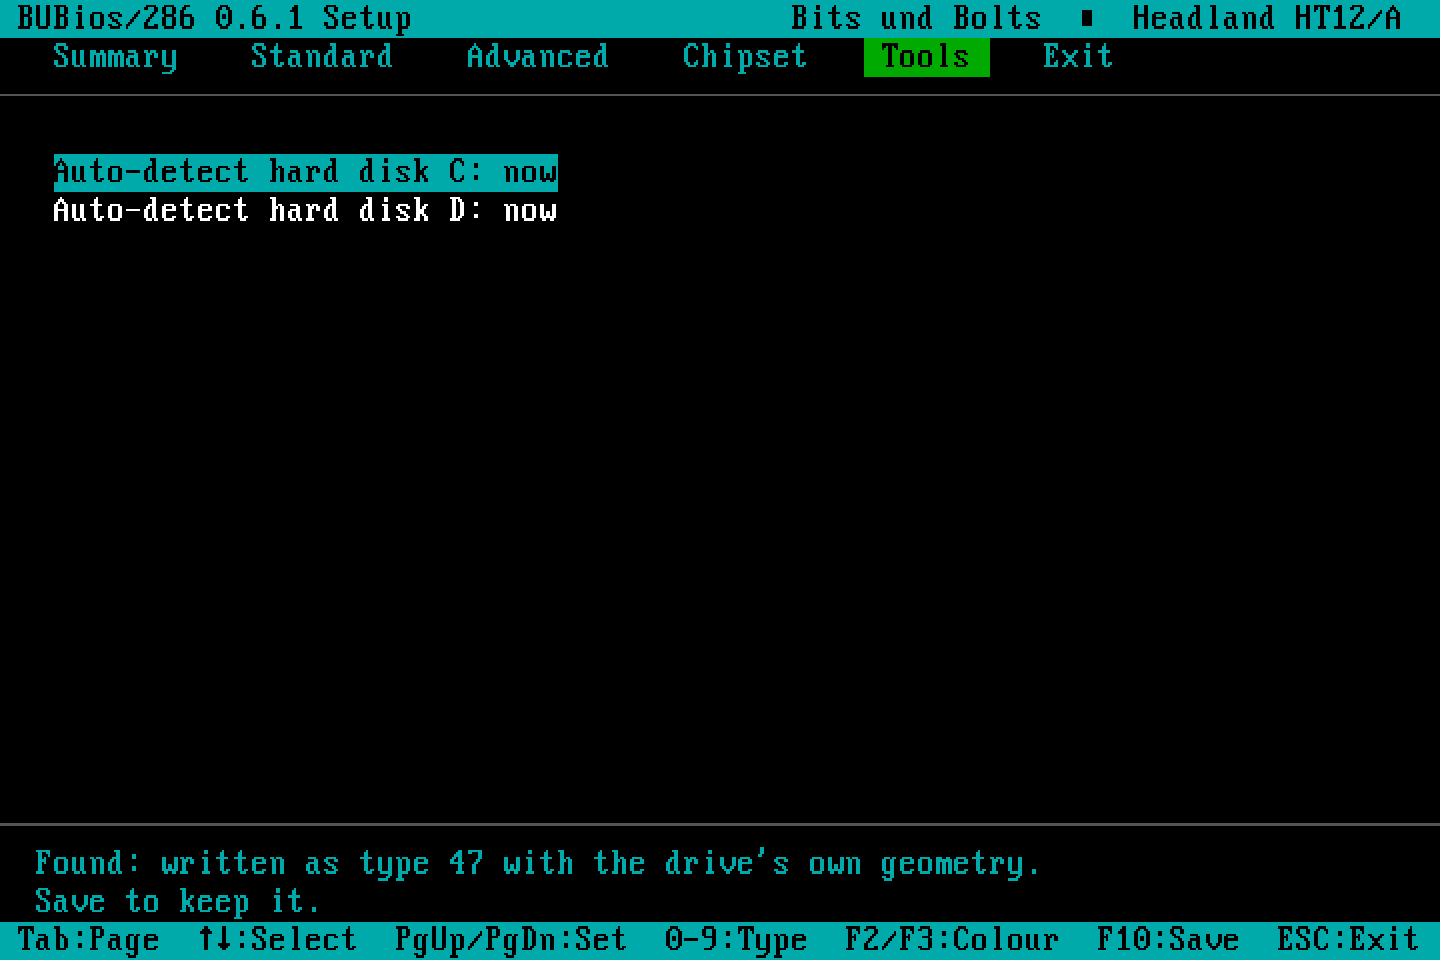 BUBios/286 0.6.1 Setup Bits und Bolts ▪ Headland HT12/A
Summary Standard Advanced Chipset Tools Exit
Auto-detect hard disk C: now
Auto-detect hard disk D: now
Found: written as type 47 with the drive's own geometry.
Save to keep it.
Tab:Page ↑↓:Select PgUp/PgDn:Set 0-9:Type F2/F3:Colour F10:Save ESC:Exit